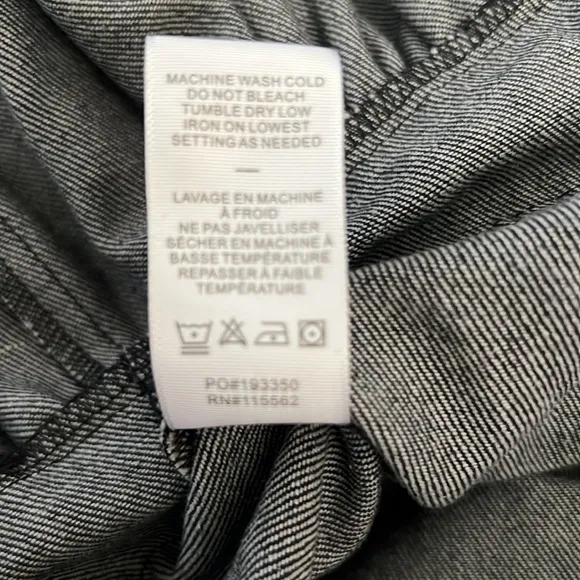 MACHINE WASH COLD
DO NOT BLEACH
TUMBLE DRY LOW
IRON ON LOWEST
SETTING AS NEEDED
—
LAVAGE EN MACHINE
À FROID
NE PAS JAVELLISER
SÉCHER EN MACHINE À
BASSE TEMPÉRATURE
REPASSER À FAIBLE
TEMPÉRATURE
PO#193350
RN#115562